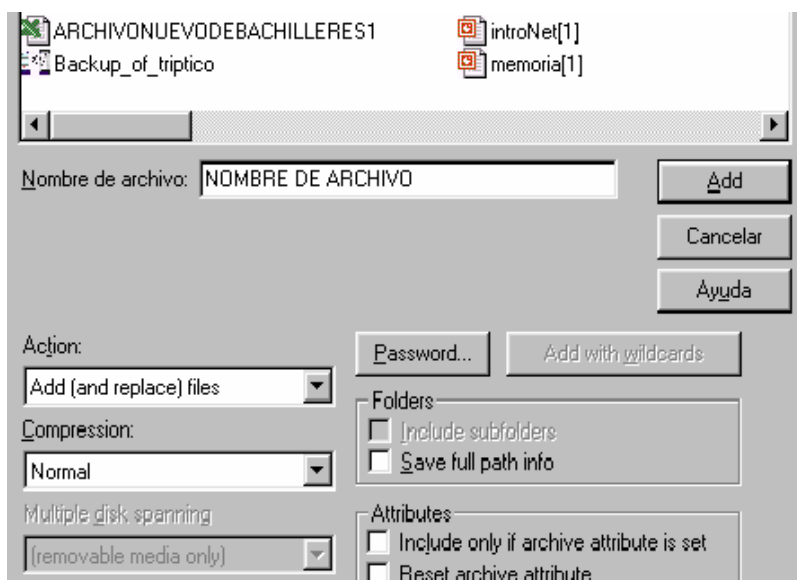 ARCHIVONUEVODEBACHILLERES1 introNet[1]
Backup_of_triptico memoria[1]
Nombre de archivo: NOMBRE DE ARCHIVO Add
Cancelar
Ayuda
Action:
Password... Add with wildcards
Add (and replace) files
Folders
Include subfolders
Compression:
Save full path info
Normal
Multiple disk spanning
Attributes
Include only if archive attribute is set
(removable media only)
Reset archive attribute